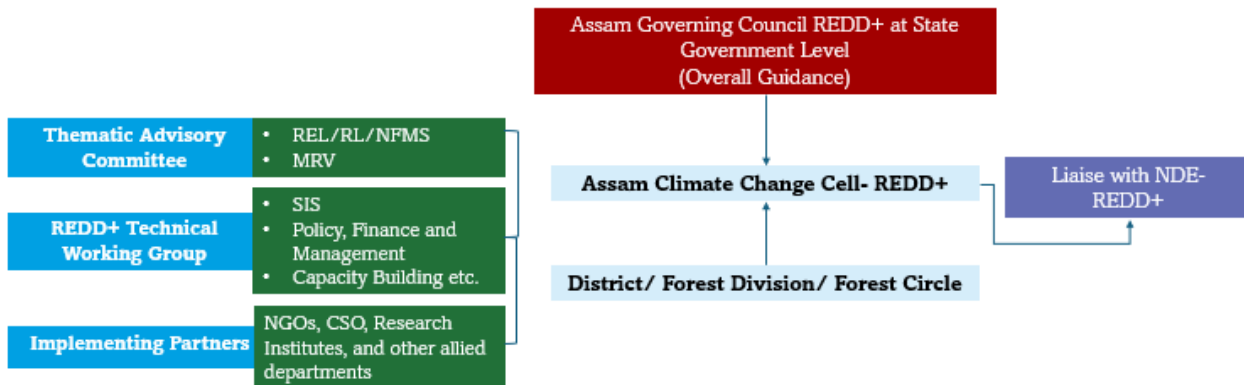 Assam Governing Council REDD+ at State
Government Level
(Overall Guidance)
Thematic Advisory
Committee
• REL/RL/NFMS
• MRV
Assam Climate Change Cell- REDD+
Liaise with NDE-
REDD+
REDD+ Technical
Working Group
• SIS
• Policy, Finance and
Management
• Capacity Building etc.
District/ Forest Division/ Forest Circle
Implementing Partners
NGOs, CSO, Research
Institutes, and other allied
departments